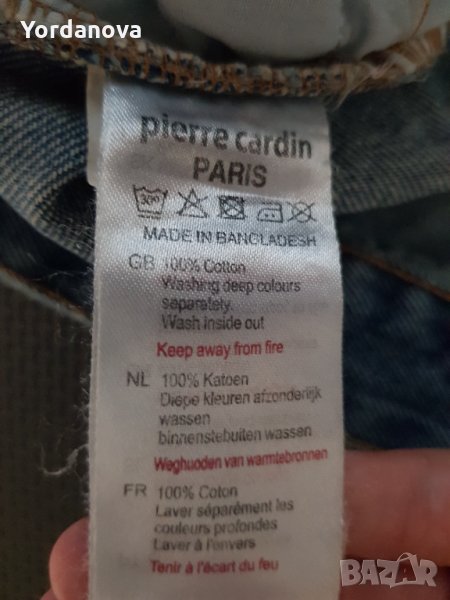 Yordanova
pierre cardin
PARIS
30°
MADE IN BANGLADESH
GB 100% Cotton
Washing deep colours
separately.
Wash inside out
Keep away from fire
NL 100% Katoen
Diepe kleuren afzonderlijk
wassen
binnenstebuiten wassen
Weghuoden van warmtebronnen
FR 100% Coton
Laver séparément les
couleurs profondes
Laver à l'envers
Tenir à l'écart du feu
bazar